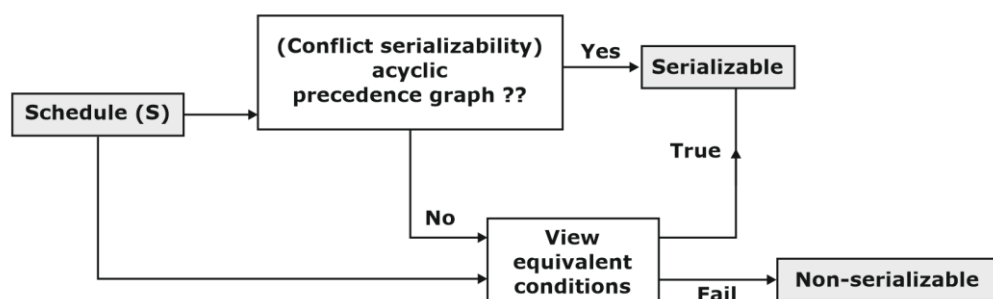 (Conflict serializability)
acyclic
precedence graph ??
Yes
Serializable
Schedule (S)
True
No
View
equivalent
conditions
Fail
Non-serializable